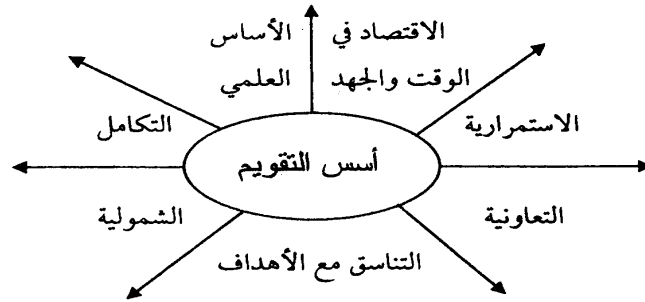 الاقتصاد في
الوقت والجهد
الأساس
العلمي
الاستمرارية
التكامل
أسس التقويم
التعاونية
الشمولية
التناسق مع الأهداف